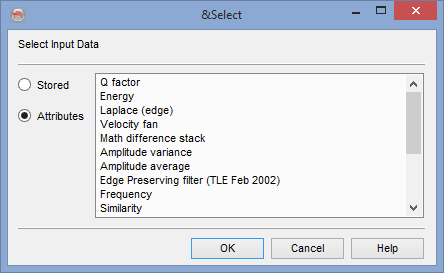 &Select
Select Input Data
Stored
Attributes
Q factor
Energy
Laplace (edge)
Velocity fan
Math difference stack
Amplitude variance
Amplitude average
Edge Preserving filter (TLE Feb 2002)
Frequency
Similarity
OK
Cancel
Help